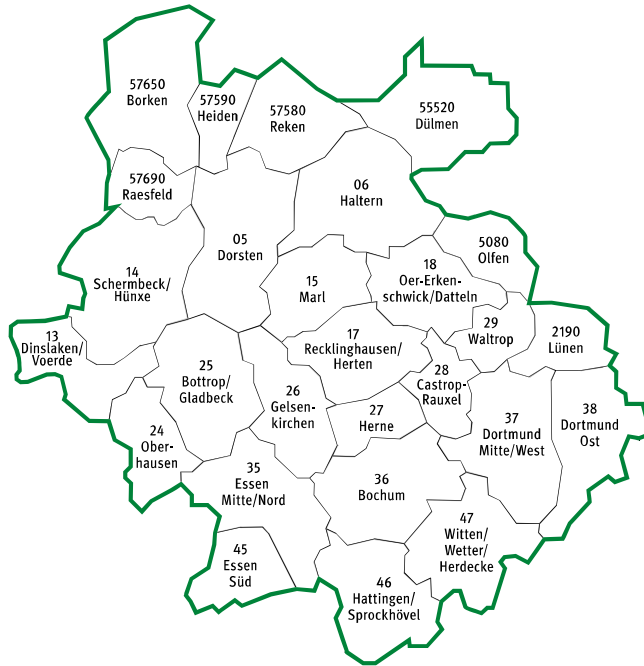 57650
Borken
57590
Heiden
57580
Reken
55520
Dülmen
57690
Raesfeld
06
Haltern
05
Dorsten
5080
Olfen
14
Schermbeck/
Hünxe
15
Marl
18
Oer-Erken-
schwick/Datteln
13
Dinslaken/
Voerde
17
Recklinghausen/
Herten
29
Waltrop
2190
Lünen
25
Bottrop/
Gladbeck
26
Gelsen-
kirchen
28
Castrop-
Rauxel
27
Herne
37
Dortmund
Mitte/West
38
Dortmund
Ost
24
Ober-
hausen
35
Essen
Mitte/Nord
36
Bochum
47
Witten/
Wetter/
Herdecke
45
Essen
Süd
46
Hattingen/
Sprockhövel